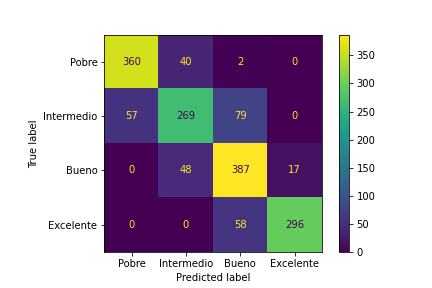 Pobre 360 40 2 0
Intermedio 57 269 79 0
Bueno 0 48 387 17
Excelente 0 0 58 296
Pobre Intermedio Bueno Excelente
Predicted label
True label
350
300
250
200
150
100
50
0